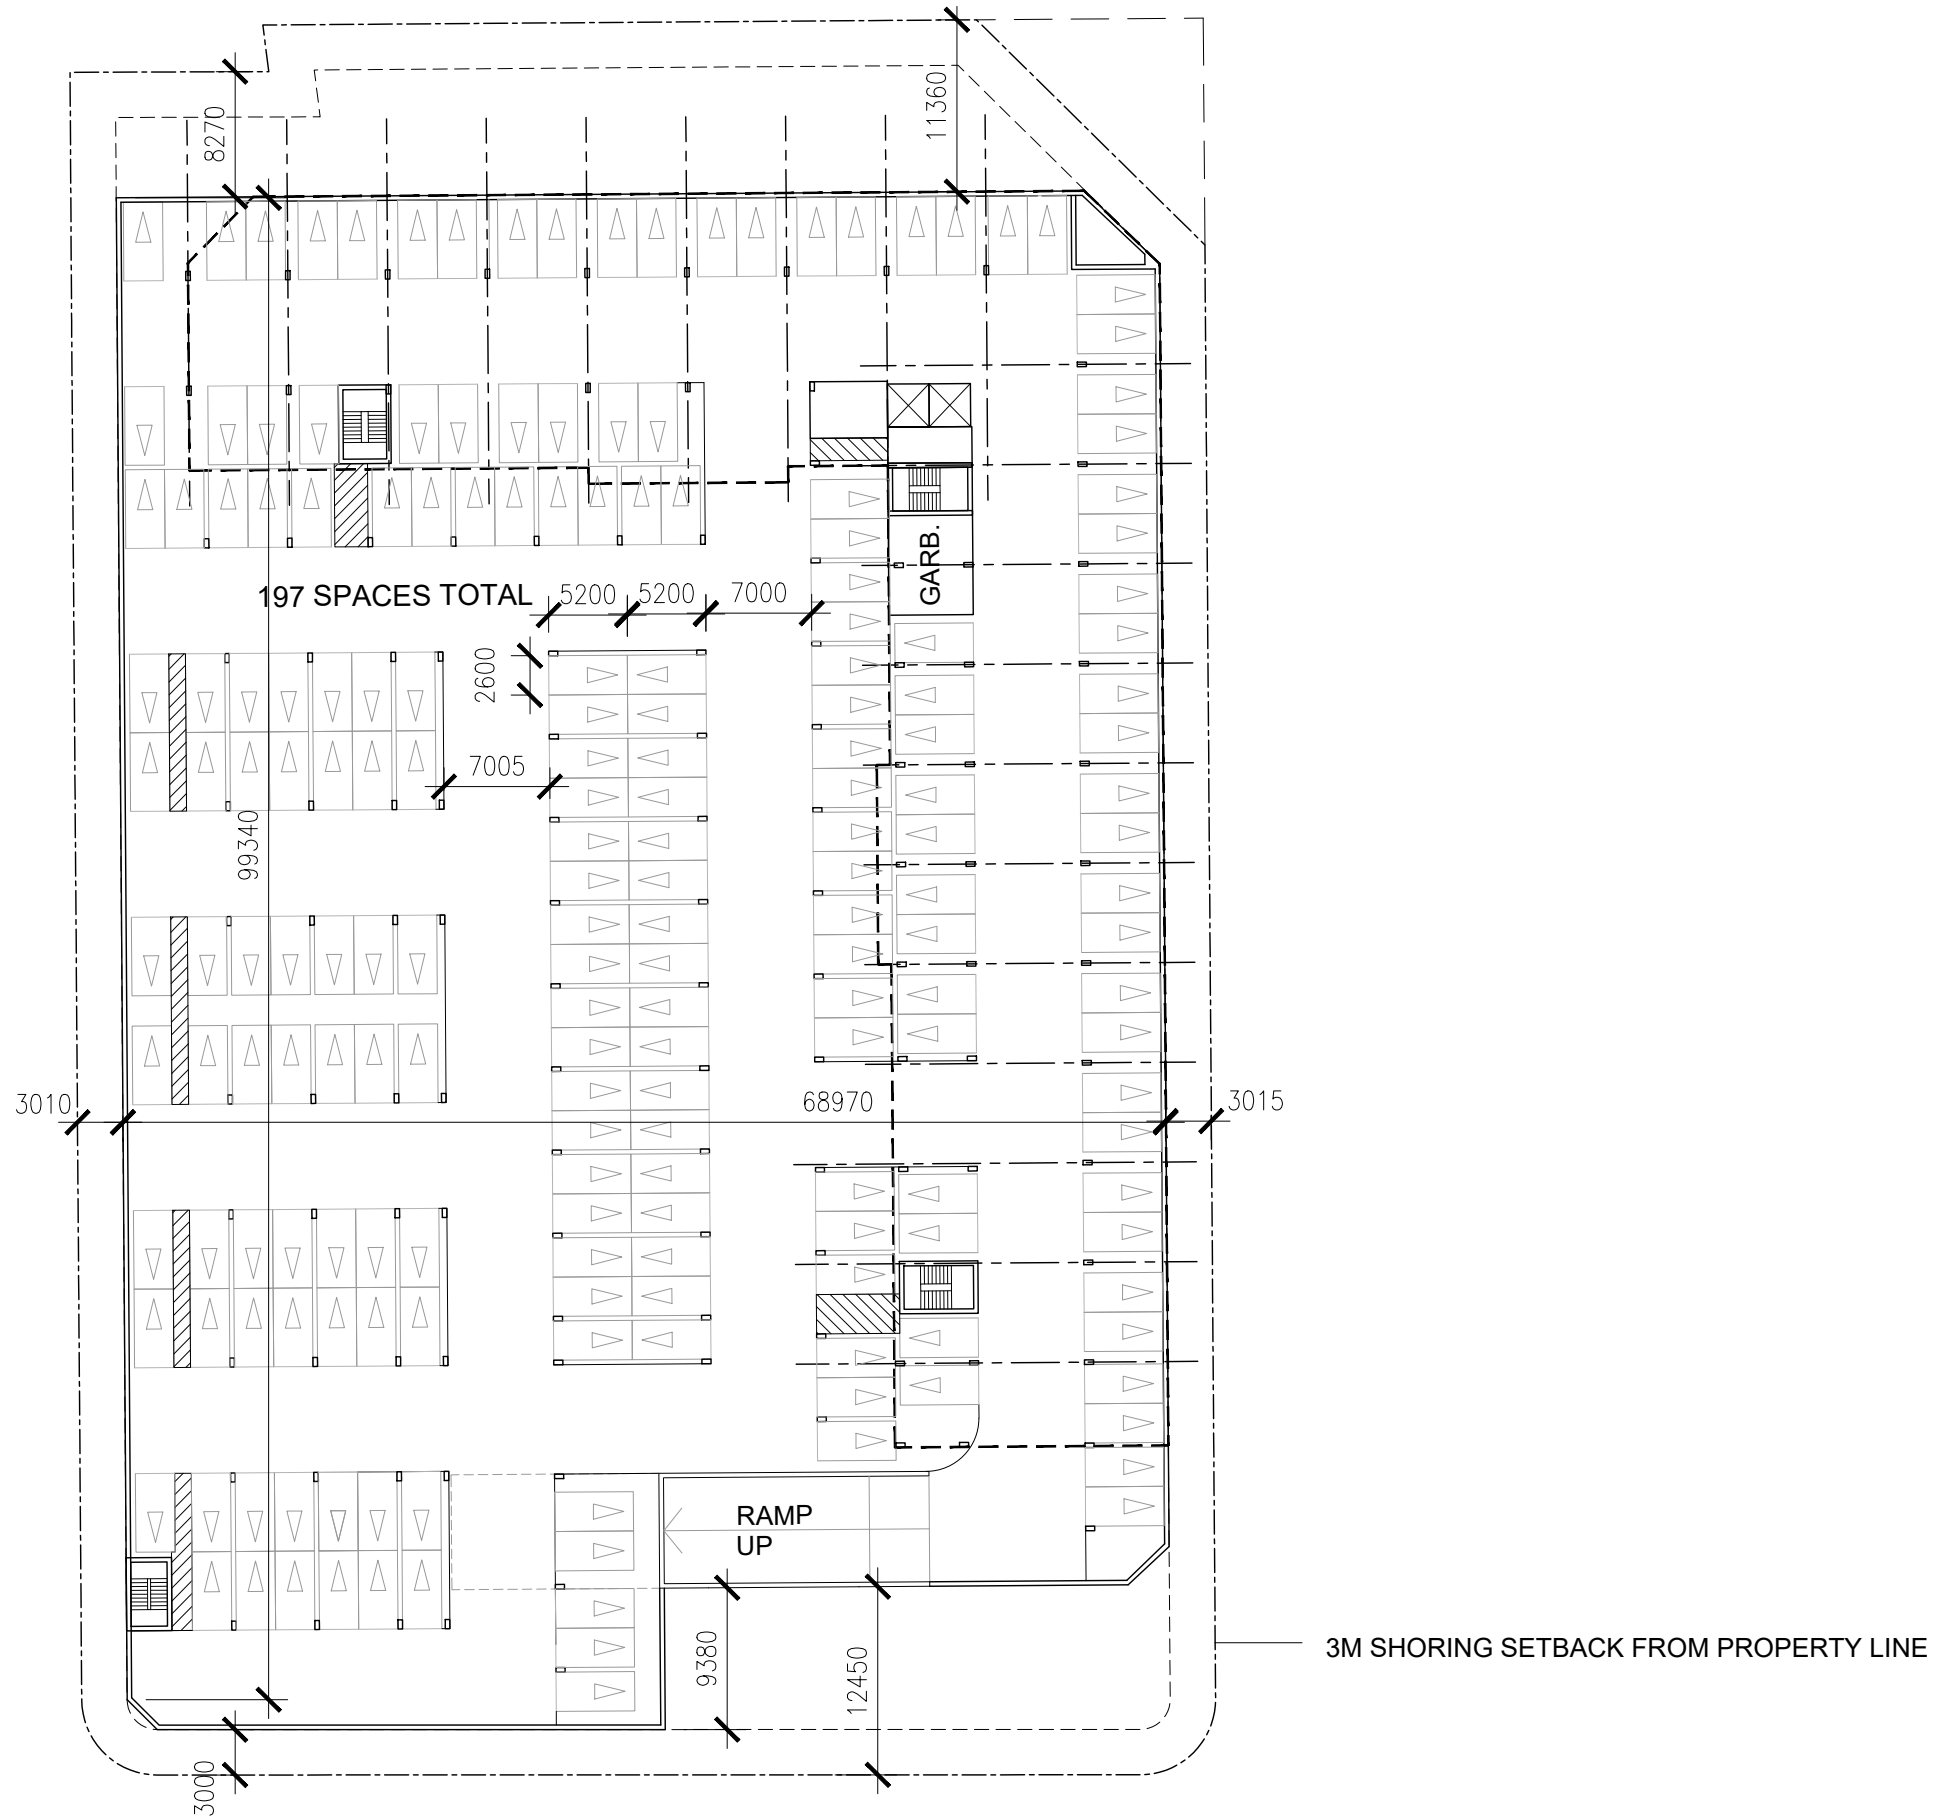 11360
8270
GARB.
197 SPACES TOTAL
5200
5200
7000
2600
7005
99340
3010
68970
3015
RAMP
UP
9380
12450
3M SHORING SETBACK FROM PROPERTY LINE
3000